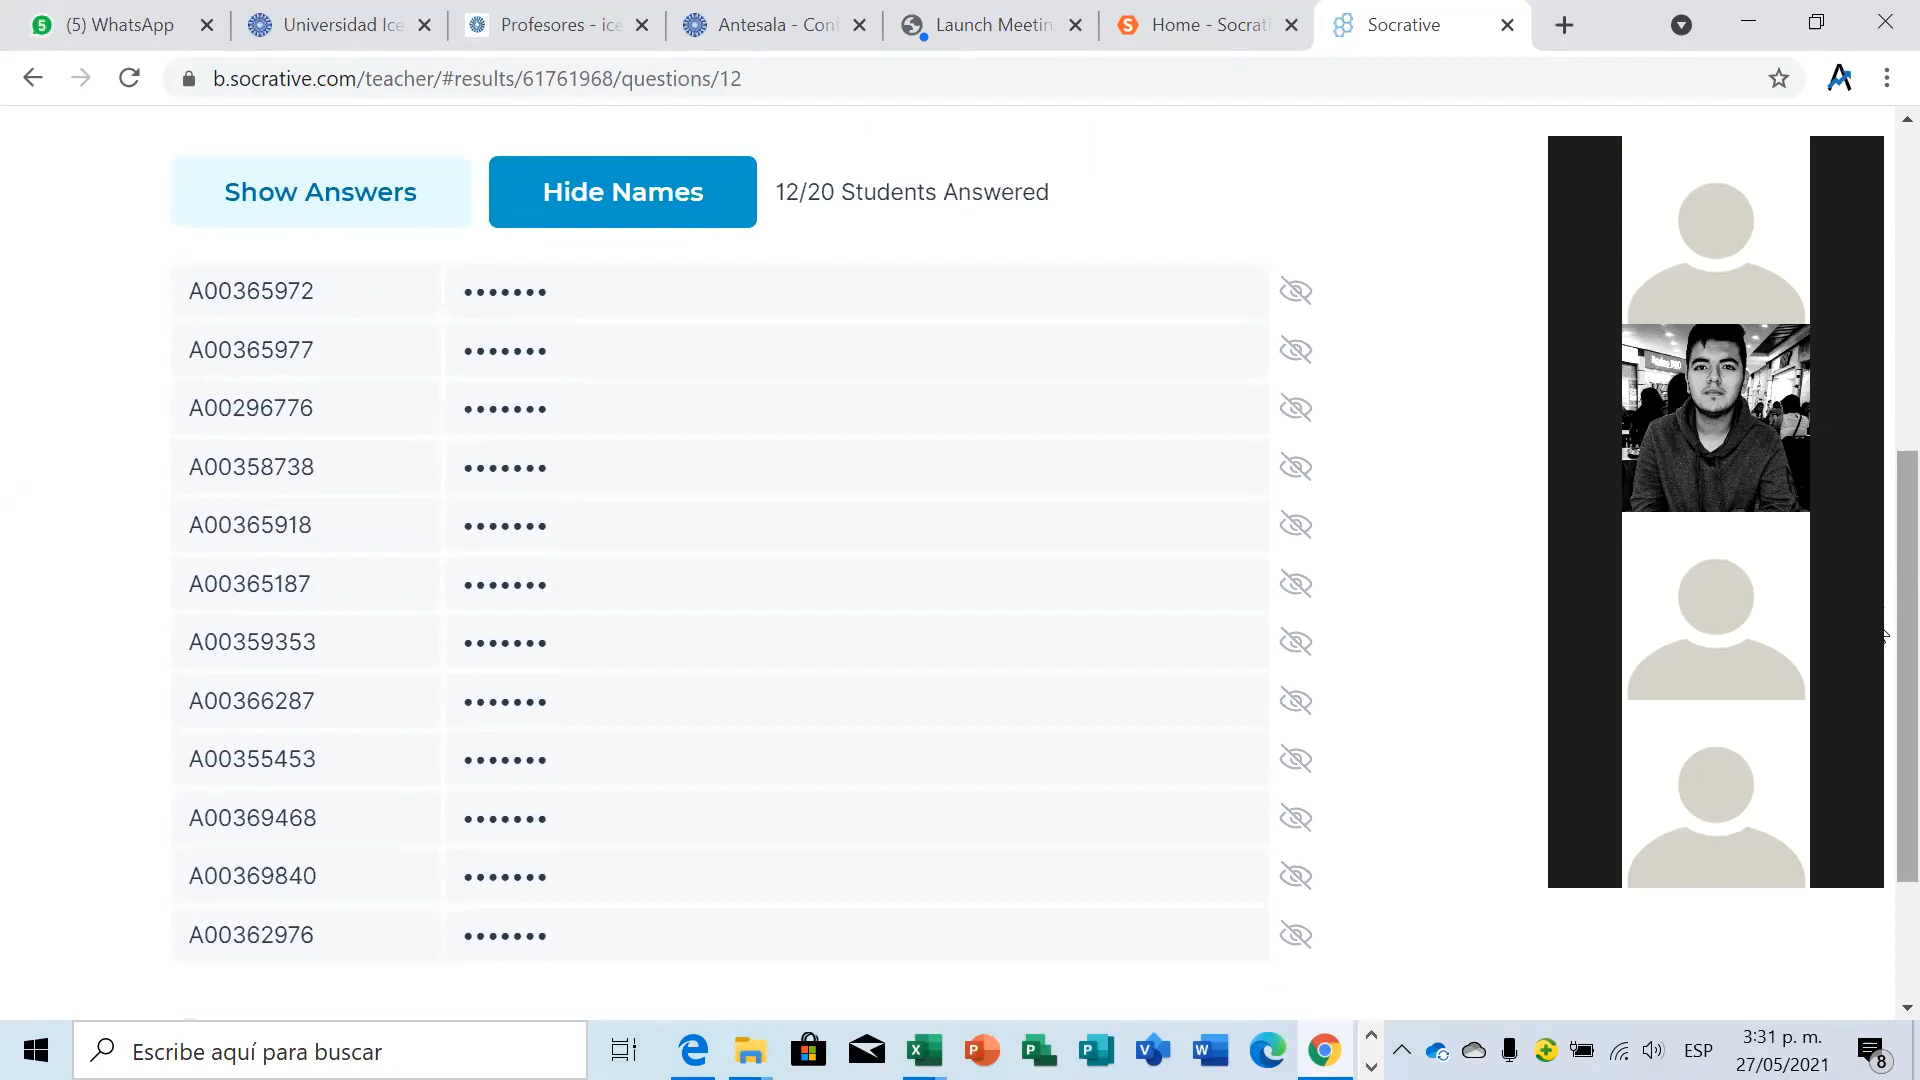 (5) WhatsApp
Universidad Ice
Profesores - ice
Antesala - Con
Launch Meetin
Home - Socrati
Socrative
b.socrative.com/teacher/#results/61761968/questions/12
Show Answers
Hide Names
12/20 Students Answered
A00365972 •••••••
A00365977 •••••••
A00296776 •••••••
A00358738 •••••••
A00365918 •••••••
A00365187 •••••••
A00359353 •••••••
A00366287 •••••••
A00355453 •••••••
A00369468 •••••••
A00369840 •••••••
A00362976 •••••••
Escribe aquí para buscar
ESP
3:31 p. m.
27/05/2021
8